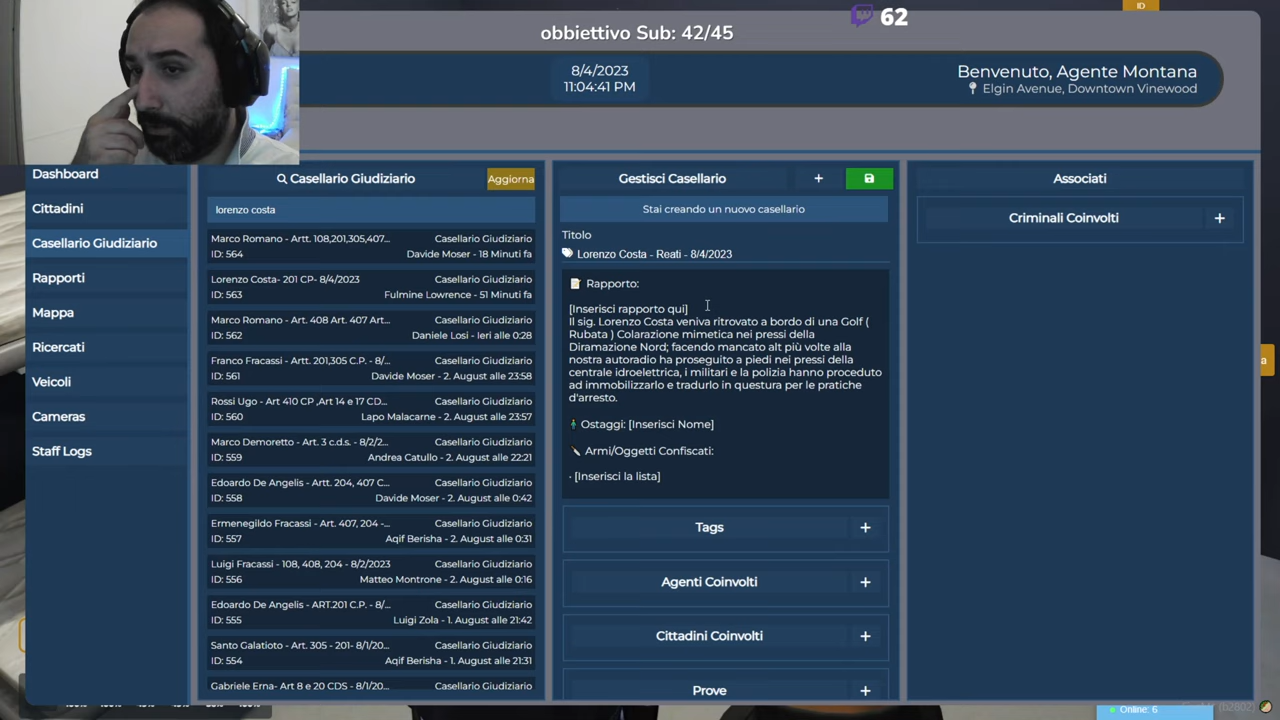 ID
62
obbiettivo Sub: 42/45
8/4/2023
11:04:41 PM
Benvenuto, Agente Montana
Elgin Avenue, Downtown Vinewood
Dashboard
Cittadini
Casellario Giudiziario
Rapporti
Mappa
Ricercati
Veicoli
Cameras
Staff Logs
Casellario Giudiziario
Aggiorna
lorenzo costa
Marco Romano - Artt. 108,201,305,407... Casellario Giudiziario
ID: 564 Davide Moser - 18 Minuti fa
Lorenzo Costa- 201 CP- 8/4/2023 Casellario Giudiziario
ID: 563 Fulmine Lowrence - 51 Minuti fa
Marco Romano - Art. 408 Art. 407 Art... Casellario Giudiziario
ID: 562 Daniele Losi - Ieri alle 0:28
Franco Fracassi - Artt. 201,305 C.P. - 8/... Casellario Giudiziario
ID: 561 Davide Moser - 2. August alle 23:58
Rossi Ugo - Art 410 CP ,Art 14 e 17 CD... Casellario Giudiziario
ID: 560 Lapo Malacarne - 2. August alle 23:57
Marco Demoretto - Art. 3 c.d.s. - 8/2/2... Casellario Giudiziario
ID: 559 Andrea Catullo - 2. August alle 22:21
Edoardo De Angelis - Artt. 204, 407 C... Casellario Giudiziario
ID: 558 Davide Moser - 2. August alle 0:42
Ermenegildo Fracassi - Art. 407, 204 -... Casellario Giudiziario
ID: 557 Aqif Berisha - 2. August alle 0:31
Luigi Fracassi - 108, 408, 204 - 8/2/2023 Casellario Giudiziario
ID: 556 Matteo Montrone - 2. August alle 0:16
Edoardo De Angelis - ART.201 C.P. - 8/... Casellario Giudiziario
ID: 555 Luigi Zola - 1. August alle 21:42
Santo Galatioto - Art. 305 - 201- 8/1/20... Casellario Giudiziario
ID: 554 Aqif Berisha - 1. August alle 21:31
Gabriele Erna- Art 8 e 20 CDS - 8/1/20... Casellario Giudiziario
Gestisci Casellario +
Stai creando un nuovo casellario
Titolo
Lorenzo Costa - Reati - 8/4/2023
Rapporto:
[Inserisci rapporto qui]
Il sig. Lorenzo Costa veniva ritrovato a bordo di una Golf (
Rubata ) Colarazione mimetica nei pressi della
Diramazione Nord; facendo mancato alt più volte alla
nostra autoradio ha proseguito a piedi nei pressi della
centrale idroelettrica, i militari e la polizia hanno proceduto
ad immobilizzarlo e tradurlo in questura per le pratiche
d'arresto.
Ostaggi: [Inserisci Nome]
Armi/Oggetti Confiscati:
· [Inserisci la lista]
Tags +
Agenti Coinvolti +
Cittadini Coinvolti +
Prove +
Associati
Criminali Coinvolti +
Online: 6